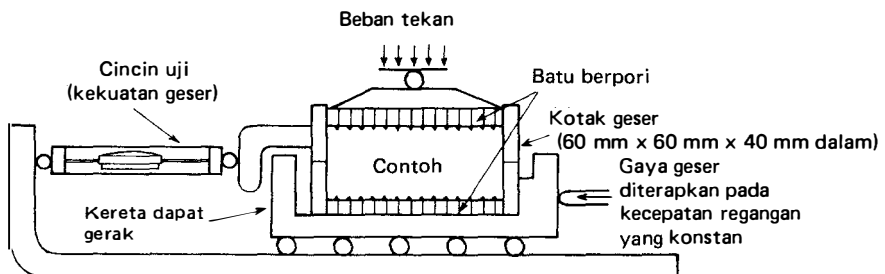 Beban tekan
Cincin uji
(kekuatan geser)
Batu berpori
Kotak geser
(60 mm x 60 mm x 40 mm dalam)
Contoh
Gaya geser
diterapkan pada
kecepatan regangan
yang konstan
Kereta dapat
gerak